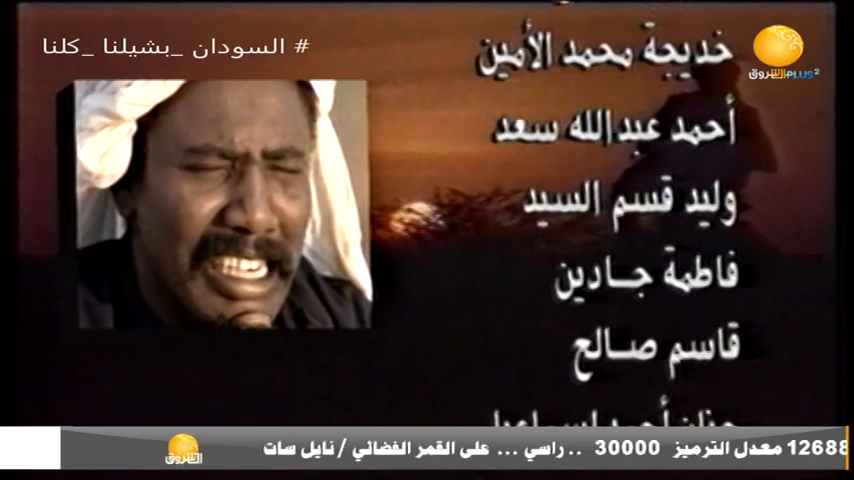 # السودان _بشيلنا _كلنا
الشروق PLUS²
خديجة محمد الأمين
أحمد عبدالله سعد
وليد قسم السيد
فاطمة جادين
قاسم صالح
12688 معدل الترميز 30000 .. راسي ... على القمر الفضائي / نايل سات
الشروق